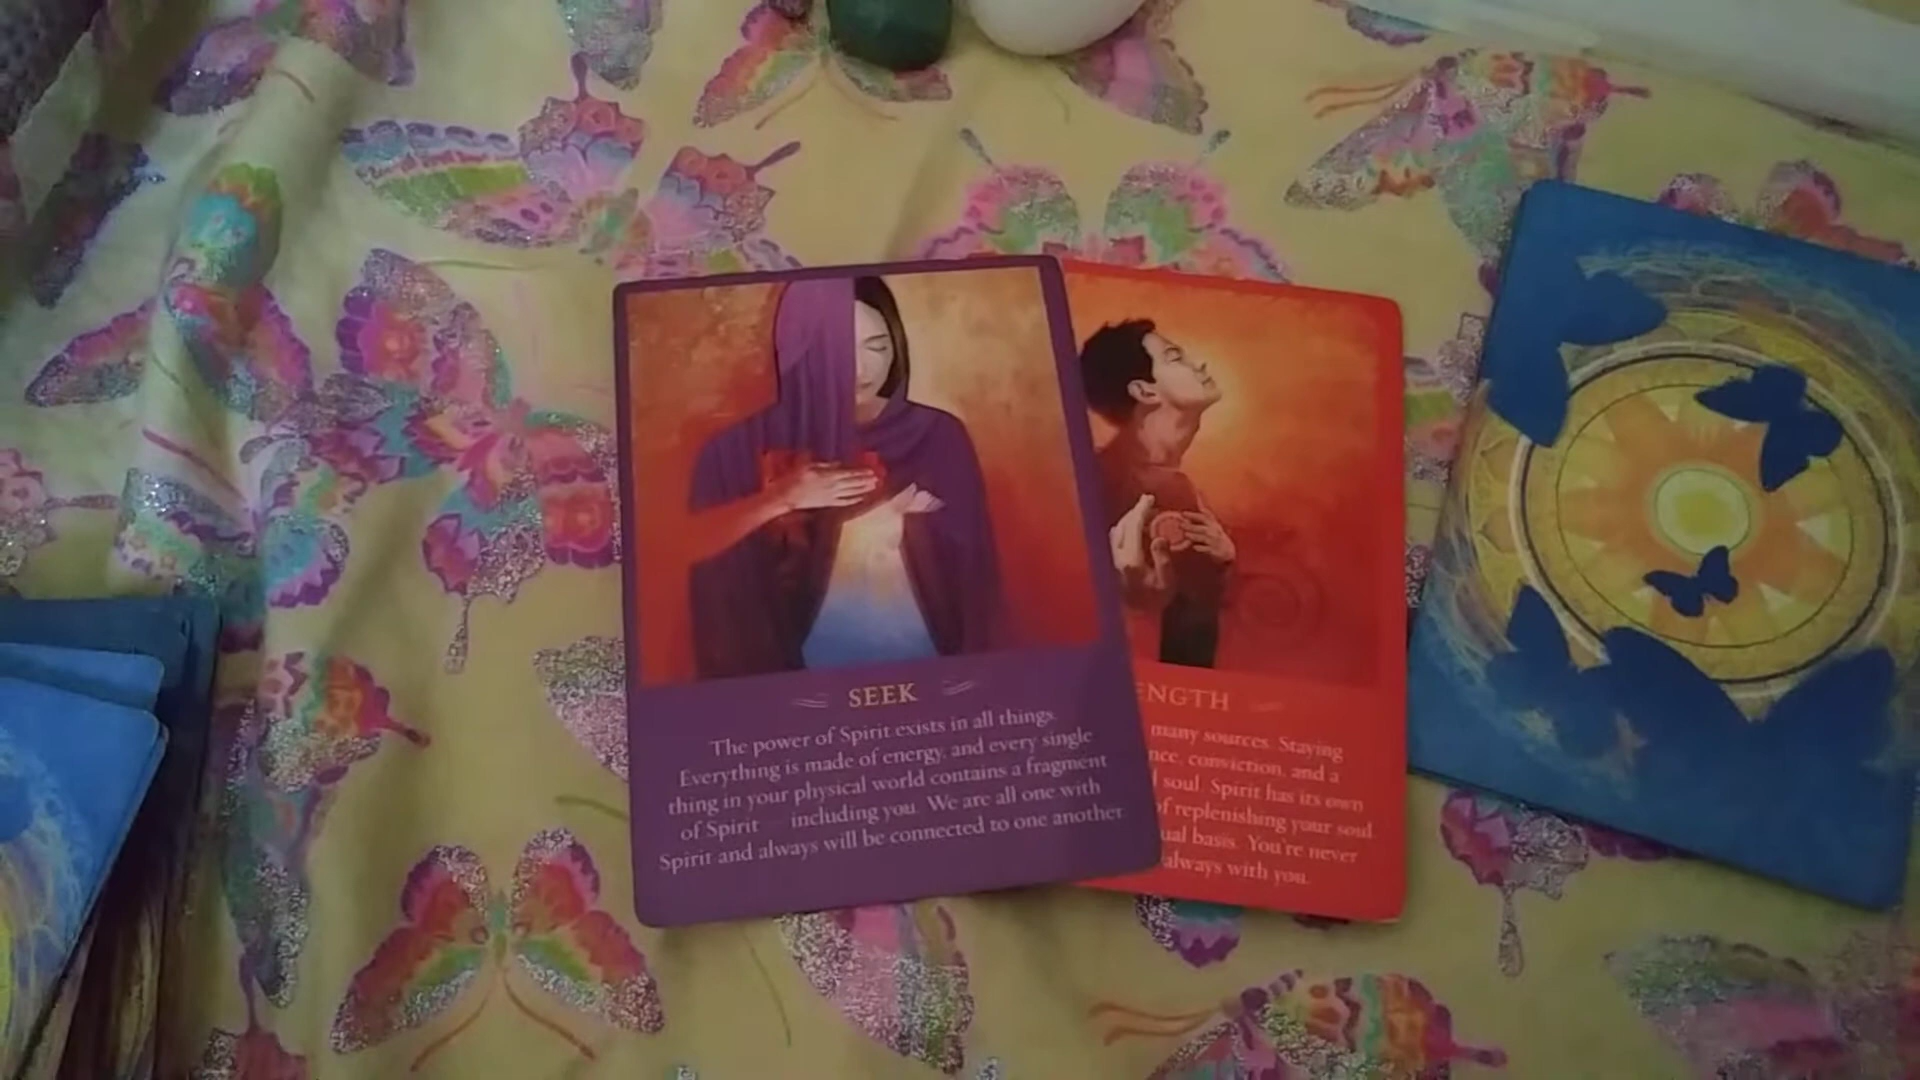 SEEK
The power of Spirit exists in all things.
Everything is made of energy, and every single
thing in your physical world contains a fragment
of Spirit — including you. We are all one with
Spirit and always will be connected to one another.
ENGTH
many sources. Staying
nce, conviction, and a
soul. Spirit has its own
of replenishing your soul
ual basis. You're never
always with you.